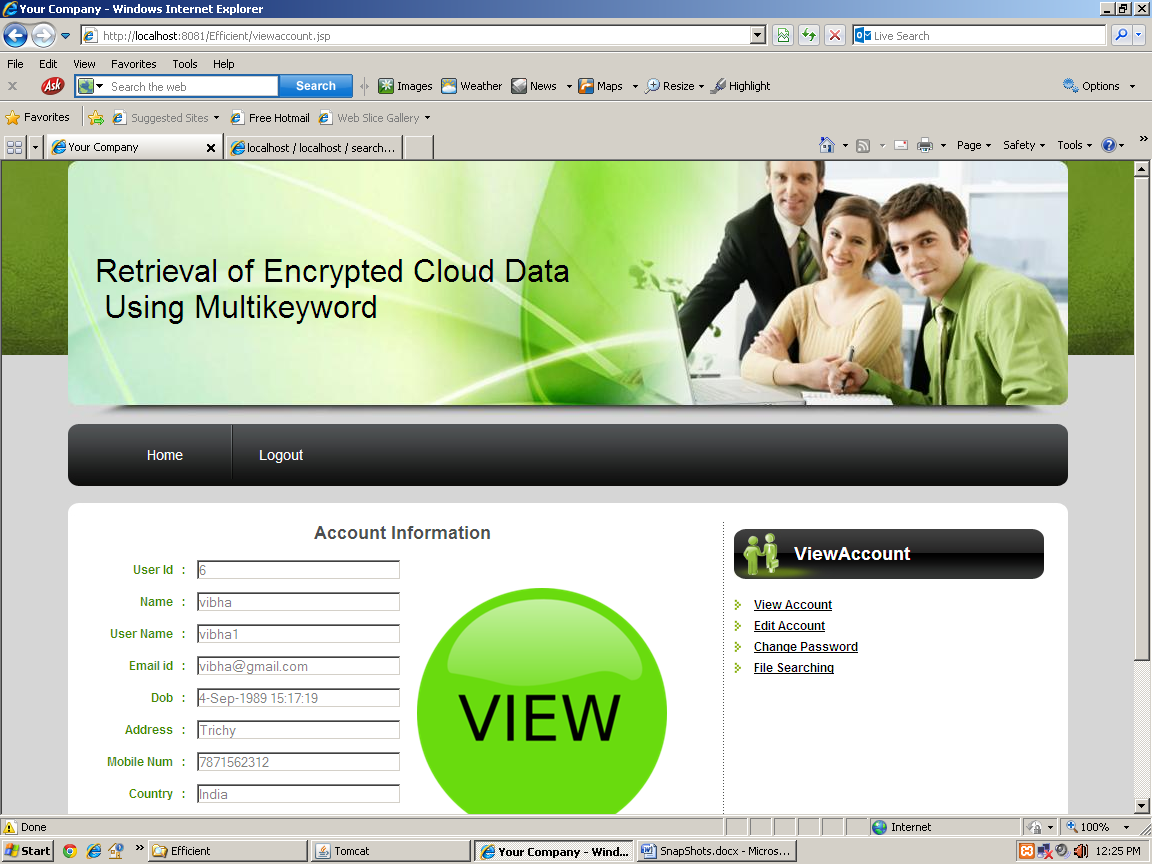 Your Company - Windows Internet Explorer
http://localhost:8081/Efficient/viewaccount.jsp
Live Search
File Edit View Favorites Tools Help
Ask Search the web Search Images Weather News Maps Resize Highlight Options
Favorites Suggested Sites Free Hotmail Web Slice Gallery
Your Company localhost / localhost / search... Page Safety Tools »
Retrieval of Encrypted Cloud Data
Using Multikeyword
Home Logout
Account Information
User Id : 6
Name : vibha
User Name : vibha1
Email id : vibha@gmail.com
Dob : 4-Sep-1989 15:17:19
Address : Trichy
Mobile Num : 7871562312
Country : India
VIEW
ViewAccount
View Account
Edit Account
Change Password
File Searching
Done Internet 100%
Start » Efficient Tomcat Your Company - Wind... SnapShots.docx - Micros... 12:25 PM